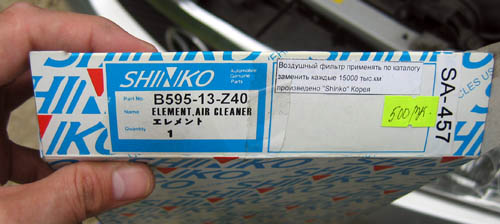 SHINKO
Automotive
Genuine
Parts
Part No. B595-13-Z40
Name ELEMENT,AIR CLEANER
エレメント
Quantity 1
Воздушный фильтр применять по каталогу
заменить каждые 15000 тыс.км
произведено "Shinko" Корея
500
SA-457